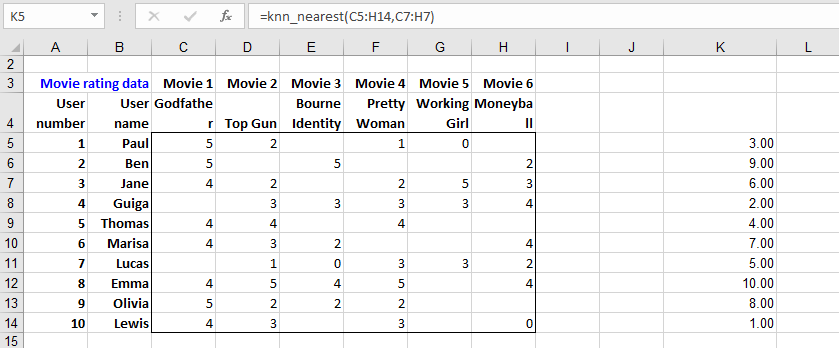 K5 =knn_nearest(C5:H14,C7:H7)
A B C D E F G H I J K L
2
3 Movie rating data Movie 1 Movie 2 Movie 3 Movie 4 Movie 5 Movie 6
User User Godfathe Bourne Pretty Working Moneyba
4 number name r Top Gun Identity Woman Girl ll
5 1 Paul 5 2 1 0 3.00
6 2 Ben 5 5 2 9.00
7 3 Jane 4 2 2 5 3 6.00
8 4 Guiga 3 3 3 3 4 2.00
9 5 Thomas 4 4 4 4.00
10 6 Marisa 4 3 2 4 7.00
11 7 Lucas 1 0 3 3 2 5.00
12 8 Emma 4 5 4 5 4 10.00
13 9 Olivia 5 2 2 2 8.00
14 10 Lewis 4 3 3 0 1.00
15